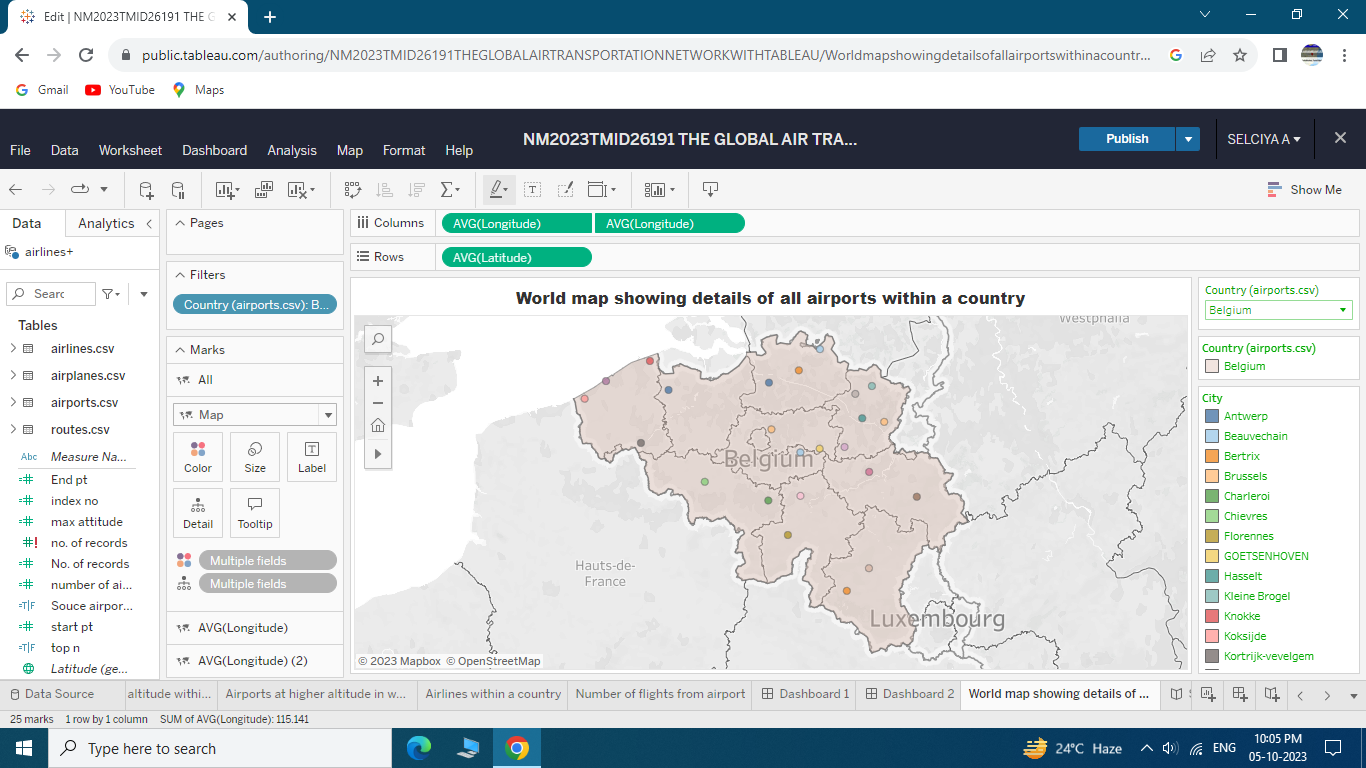 Edit | NM2023TMID26191 THE G
public.tableau.com/authoring/NM2023TMID26191THEGLOBALAIRTRANSPORTATIONNETWORKWITHTABLEAU/Worldmapshowingdetailsofallairportswithinacountr...
Gmail YouTube Maps
NM2023TMID26191 THE GLOBAL AIR TRA...
Publish
SELCIYA A
File Data Worksheet Dashboard Analysis Map Format Help
Show Me
Data Analytics
airlines+
Searc
Tables
airlines.csv
airplanes.csv
airports.csv
routes.csv
Abc Measure Na...
End pt
index no
max attitude
no. of records
No. of records
number of ai...
Souce airpor...
start pt
top n
Latitude (ge...
Pages
Filters
Country (airports.csv): B...
Marks
All
Map
Color Size Label
Detail Tooltip
Multiple fields
Multiple fields
AVG(Longitude)
AVG(Longitude) (2)
Columns AVG(Longitude) AVG(Longitude)
Rows AVG(Latitude)
World map showing details of all airports within a country
Westphalia
Belgium
Hauts-de-
France
Luxembourg
© 2023 Mapbox © OpenStreetMap
Country (airports.csv)
Belgium
Country (airports.csv)
Belgium
City
Antwerp
Beauvechain
Bertrix
Brussels
Charleroi
Chievres
Florennes
GOETSENHOVEN
Hasselt
Kleine Brogel
Knokke
Koksijde
Kortrijk-vevelgem
Data Source altitude withi... Airports at higher altitude in w... Airlines within a country Number of flights from airport Dashboard 1 Dashboard 2 World map showing details of ...
25 marks 1 row by 1 column SUM of AVG(Longitude): 115.141
Type here to search
24°C Haze
ENG
10:05 PM
05-10-2023